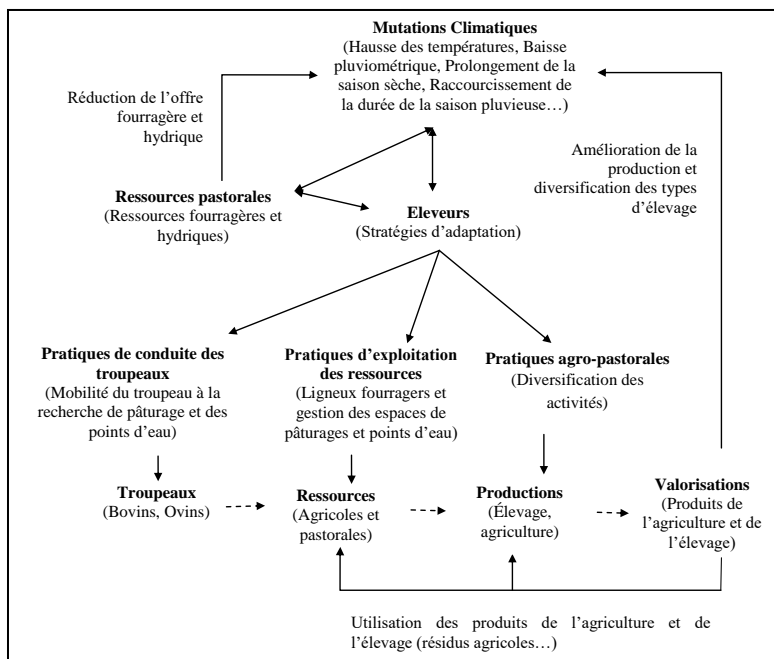 Mutations Climatiques
(Hausse des températures, Baisse
pluviométrique, Prolongement de la
saison sèche, Raccourcissement de
la durée de la saison pluvieuse…)
Réduction de l’offre
fourragère et
hydrique
Amélioration de la
production et
diversification des types
d’élevage
Ressources pastorales
(Ressources fourragères et
hydriques)
Eleveurs
(Stratégies d’adaptation)
Pratiques de conduite des
troupeaux
(Mobilité du troupeau à la
recherche de pâturage et des
points d’eau)
Pratiques d’exploitation
des ressources
(Ligneux fourragers et
gestion des espaces de
pâturages et points d’eau)
Pratiques agro-pastorales
(Diversification des
activités)
Troupeaux
(Bovins, Ovins)
Ressources
(Agricoles et
pastorales)
Productions
(Élevage,
agriculture)
Valorisations
(Produits de
l’agriculture et de
l’élevage)
Utilisation des produits de l’agriculture et de
l’élevage (résidus agricoles…)